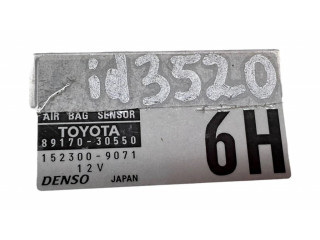 id3520
AIR BAG SENSOR
TOYOTA
89170-30550
152300-9071
12V
DENSO JAPAN
6H